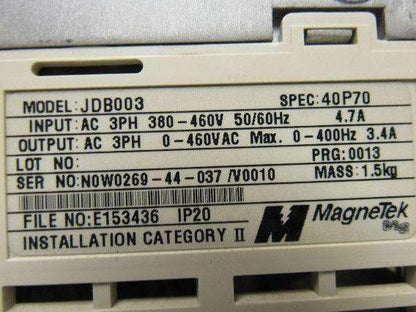 MODEL: JDB003 SPEC: 40P70
INPUT: AC 3PH 380-460V 50/60Hz 4.7A
OUTPUT: AC 3PH 0-460VAC Max. 0-400Hz 3.4A
LOT NO: PRG: 0013
SER NO: N0W0269-44-037 /V0010 MASS: 1.5kg
FILE NO: E153436 IP20
INSTALLATION CATEGORY II
MagneTek